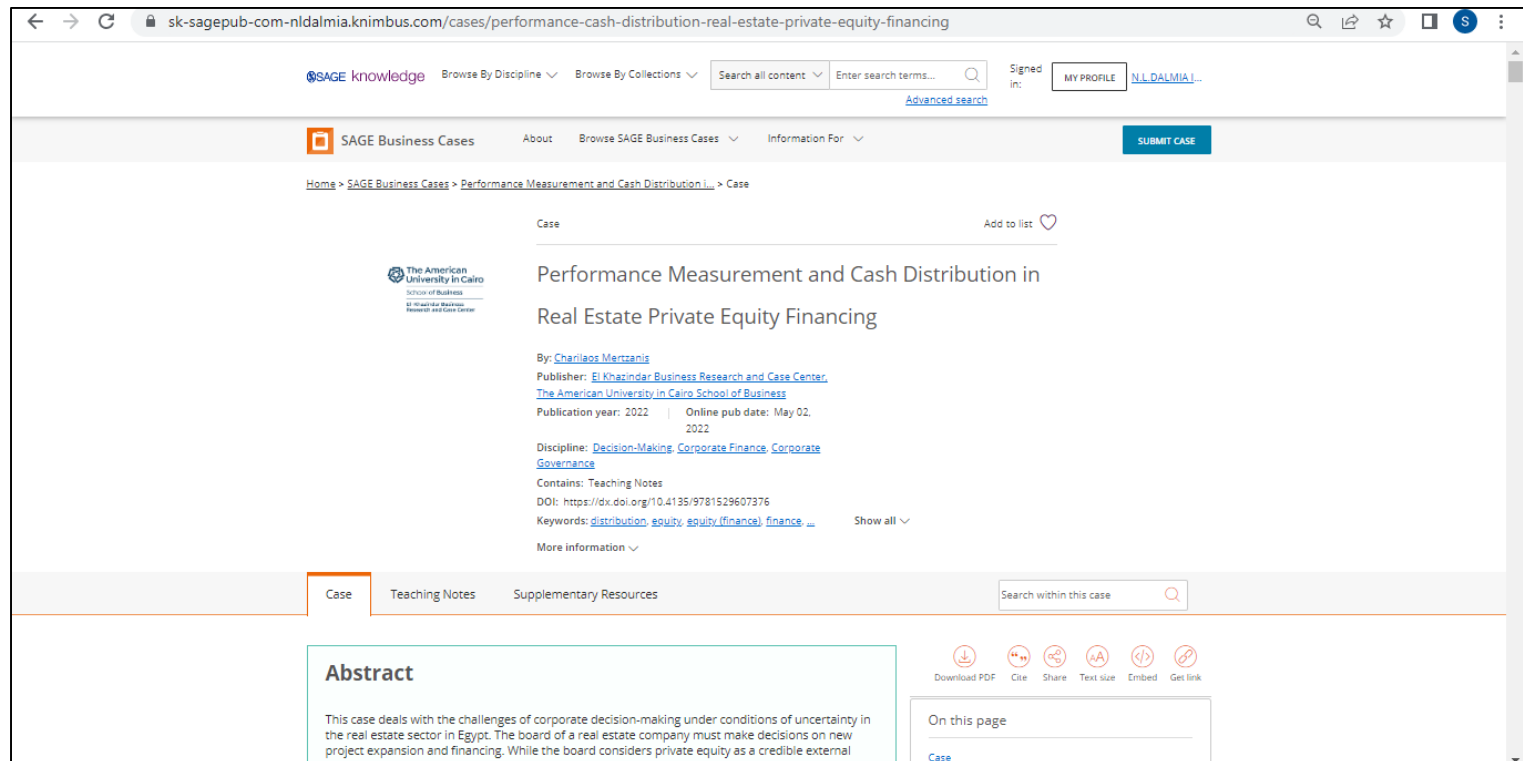 sk-sagepub-com-nldalmia.knimbus.com/cases/performance-cash-distribution-real-estate-private-equity-financing
S
SAGE knowledge
Browse By Discipline
Browse By Collections
Search all content
Enter search terms...
Signed in:
MY PROFILE
N.L.DALMIA I...
Advanced search
SAGE Business Cases
About
Browse SAGE Business Cases
Information For
SUBMIT CASE
Home > SAGE Business Cases > Performance Measurement and Cash Distribution i... > Case
Case
Add to list
The American
University in Cairo
School of Business
El-Khazindar Business
Research and Case Center
Performance Measurement and Cash Distribution in
Real Estate Private Equity Financing
By: Charilaos Mertzanis
Publisher: El Khazindar Business Research and Case Center,
The American University in Cairo School of Business
Publication year: 2022 | Online pub date: May 02,
2022
Discipline: Decision-Making, Corporate Finance, Corporate
Governance
Contains: Teaching Notes
DOI: https://dx.doi.org/10.4135/9781529607376
Keywords: distribution, equity, equity (finance), finance, ...
Show all
More information
Case
Teaching Notes
Supplementary Resources
Search within this case
Abstract
Download PDF
Cite
Share
Text size
Embed
Get link
This case deals with the challenges of corporate decision-making under conditions of uncertainty in
the real estate sector in Egypt. The board of a real estate company must make decisions on new
project expansion and financing. While the board considers private equity as a credible external
On this page
Case